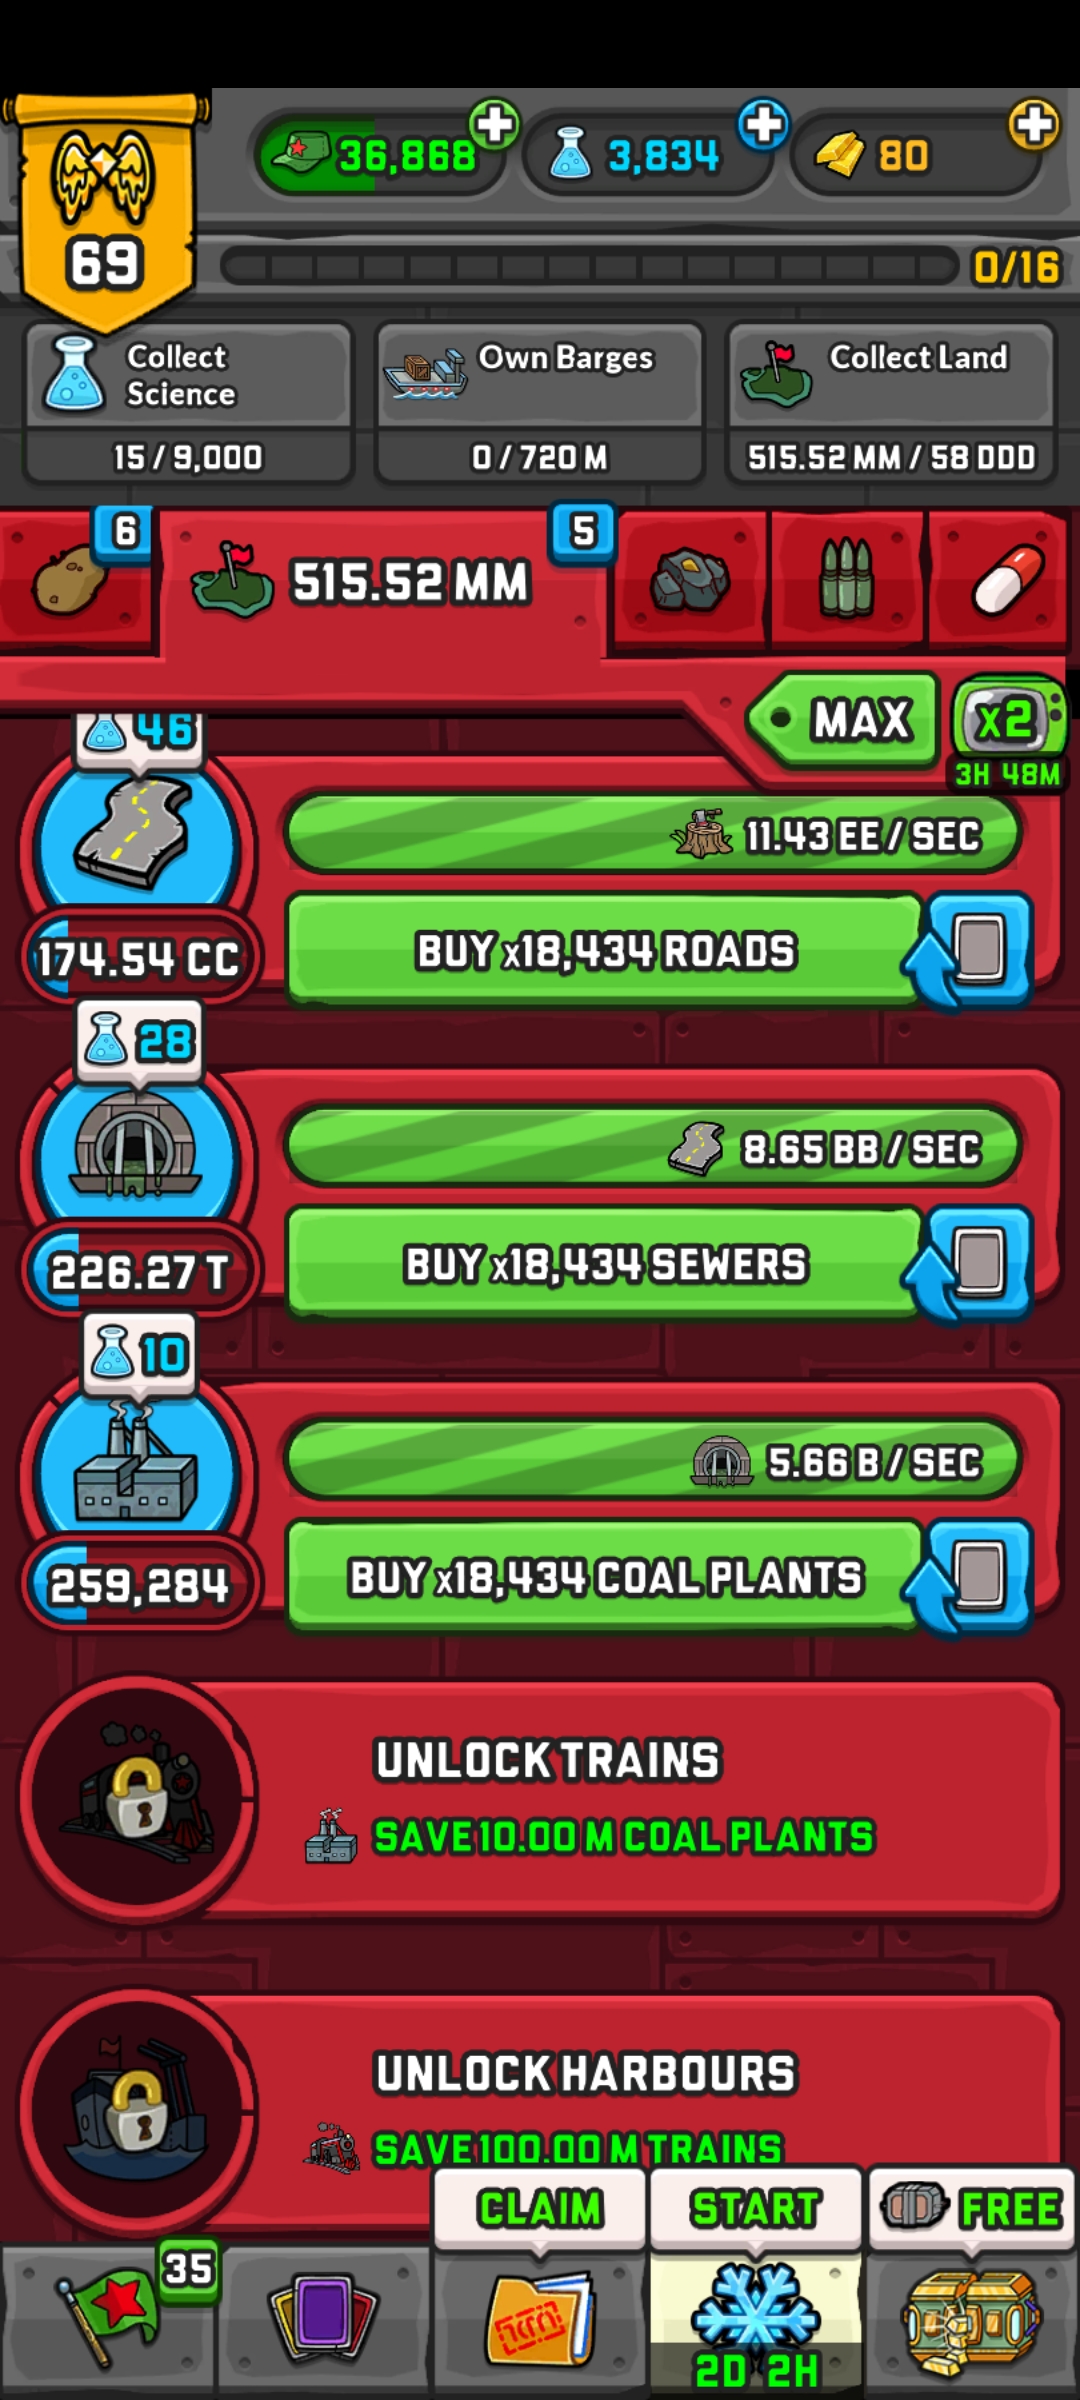 36,868
3,834
80
69
0/16
Collect
Science
Own Barges
Collect Land
15 / 9,000
0 / 720 M
515.52 MM / 58 DDD
6
515.52 MM
5
MAX
x2
3H 48M
46
11.43 EE / SEC
174.54 CC
BUY x18,434 ROADS
28
8.65 BB / SEC
226.27 T
BUY x18,434 SEWERS
10
5.66 B / SEC
259,284
BUY x18,434 COAL PLANTS
UNLOCK TRAINS
SAVE 10.00 M COAL PLANTS
UNLOCK HARBOURS
SAVE 100.00 M TRAINS
CLAIM
START
FREE
35
2D 2H